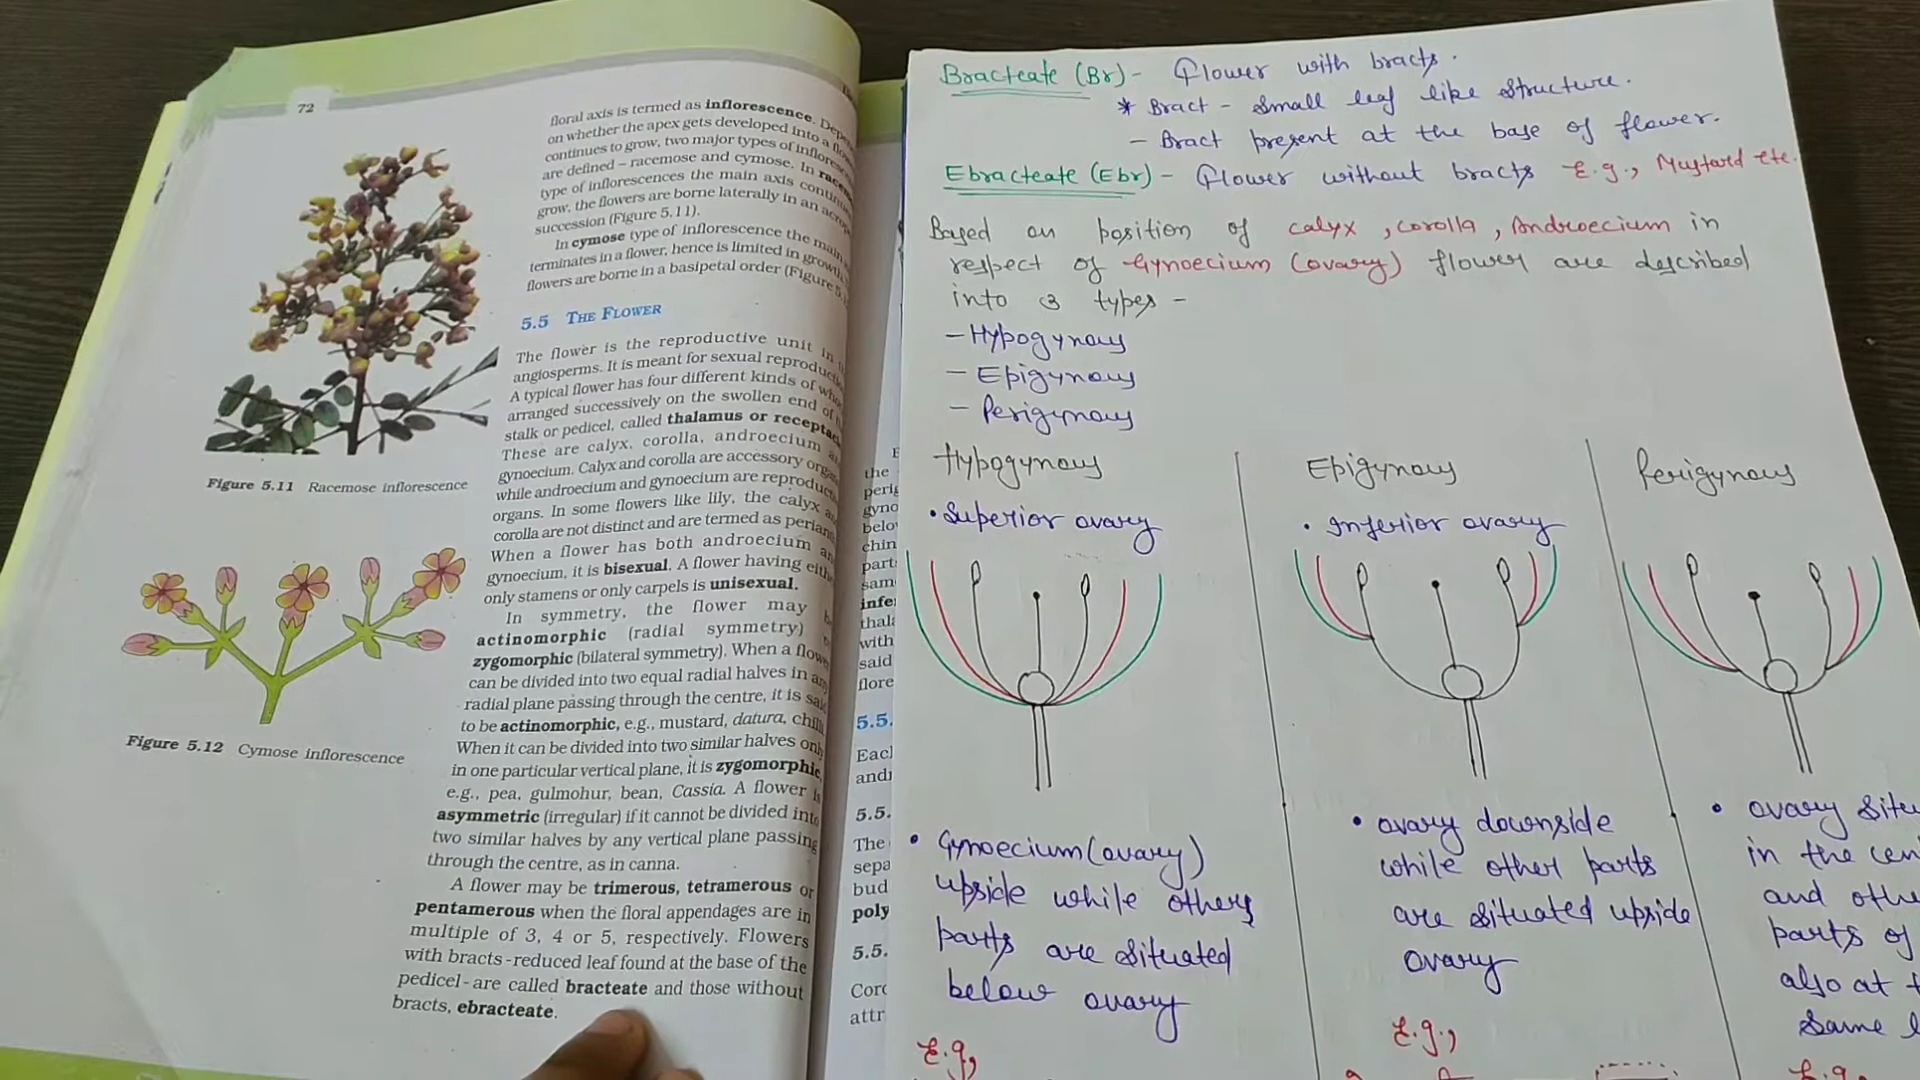 72
floral axis is termed as inflorescence.
on whether the apex gets developed into a
continues to grow, two major types of
are defined – racemose and cymose. In
type of inflorescences the main axis
grow, the flowers are borne laterally in an
succession (Figure 5.11).
In cymose type of inflorescence the main
terminates in a flower, hence is limited in
flowers are borne in a basipetal order (Figure
5.5 THE FLOWER
The flower is the reproductive unit in
angiosperms. It is meant for sexual
A typical flower has four different kinds of
arranged successively on the swollen end of
stalk or pedicel, called thalamus or
These are calyx, corolla, androecium
gynoecium. Calyx and corolla are accessory
while androecium and gynoecium are
organs. In some flowers like lily, the calyx
corolla are not distinct and are termed as
When a flower has both androecium
gynoecium, it is bisexual. A flower having
only stamens or only carpels is unisexual.
In symmetry, the flower may
actinomorphic (radial symmetry)
zygomorphic (bilateral symmetry). When a
can be divided into two equal radial halves in
radial plane passing through the centre, it is
to be actinomorphic, e.g., mustard, datura,
When it can be divided into two similar halves
in one particular vertical plane, it is zygomorphic,
e.g., pea, gulmohur, bean, Cassia. A flower
asymmetric (irregular) if it cannot be divided
two similar halves by any vertical plane passing
through the centre, as in canna.
A flower may be trimerous, tetramerous or
pentamerous when the floral appendages are in
multiple of 3, 4 or 5, respectively. Flowers
with bracts-reduced leaf found at the base of the
pedicel-are called bracteate and those without
bracts, ebracteate.
Figure 5.11 Racemose inflorescence
Figure 5.12 Cymose inflorescence
the
5.5.
5.5.
The
poly
5.5.
Bracteate (Br) - Flower with bracts.
* Bract - small leaf like structure.
- Bract present at the base of flower.
Ebracteate (Ebr) - Flower without bracts E.g., Mustard etc.
Based on position of calyx, corolla, Androecium in
respect of Gynoecium (ovary) flower are described
into 3 types -
- Hypogynous
- Epigynous
- Perigynous
Hypogynous
• Superior ovary
• Gynoecium (ovary)
upside while others
parts are situated
below ovary
E.g,
Epigynous
• Inferior ovary
• ovary downside
while other parts
are situated upside
ovary
E.g.,
Perigynous
• ovary
in the
and
parts of
also at
same
E.g.